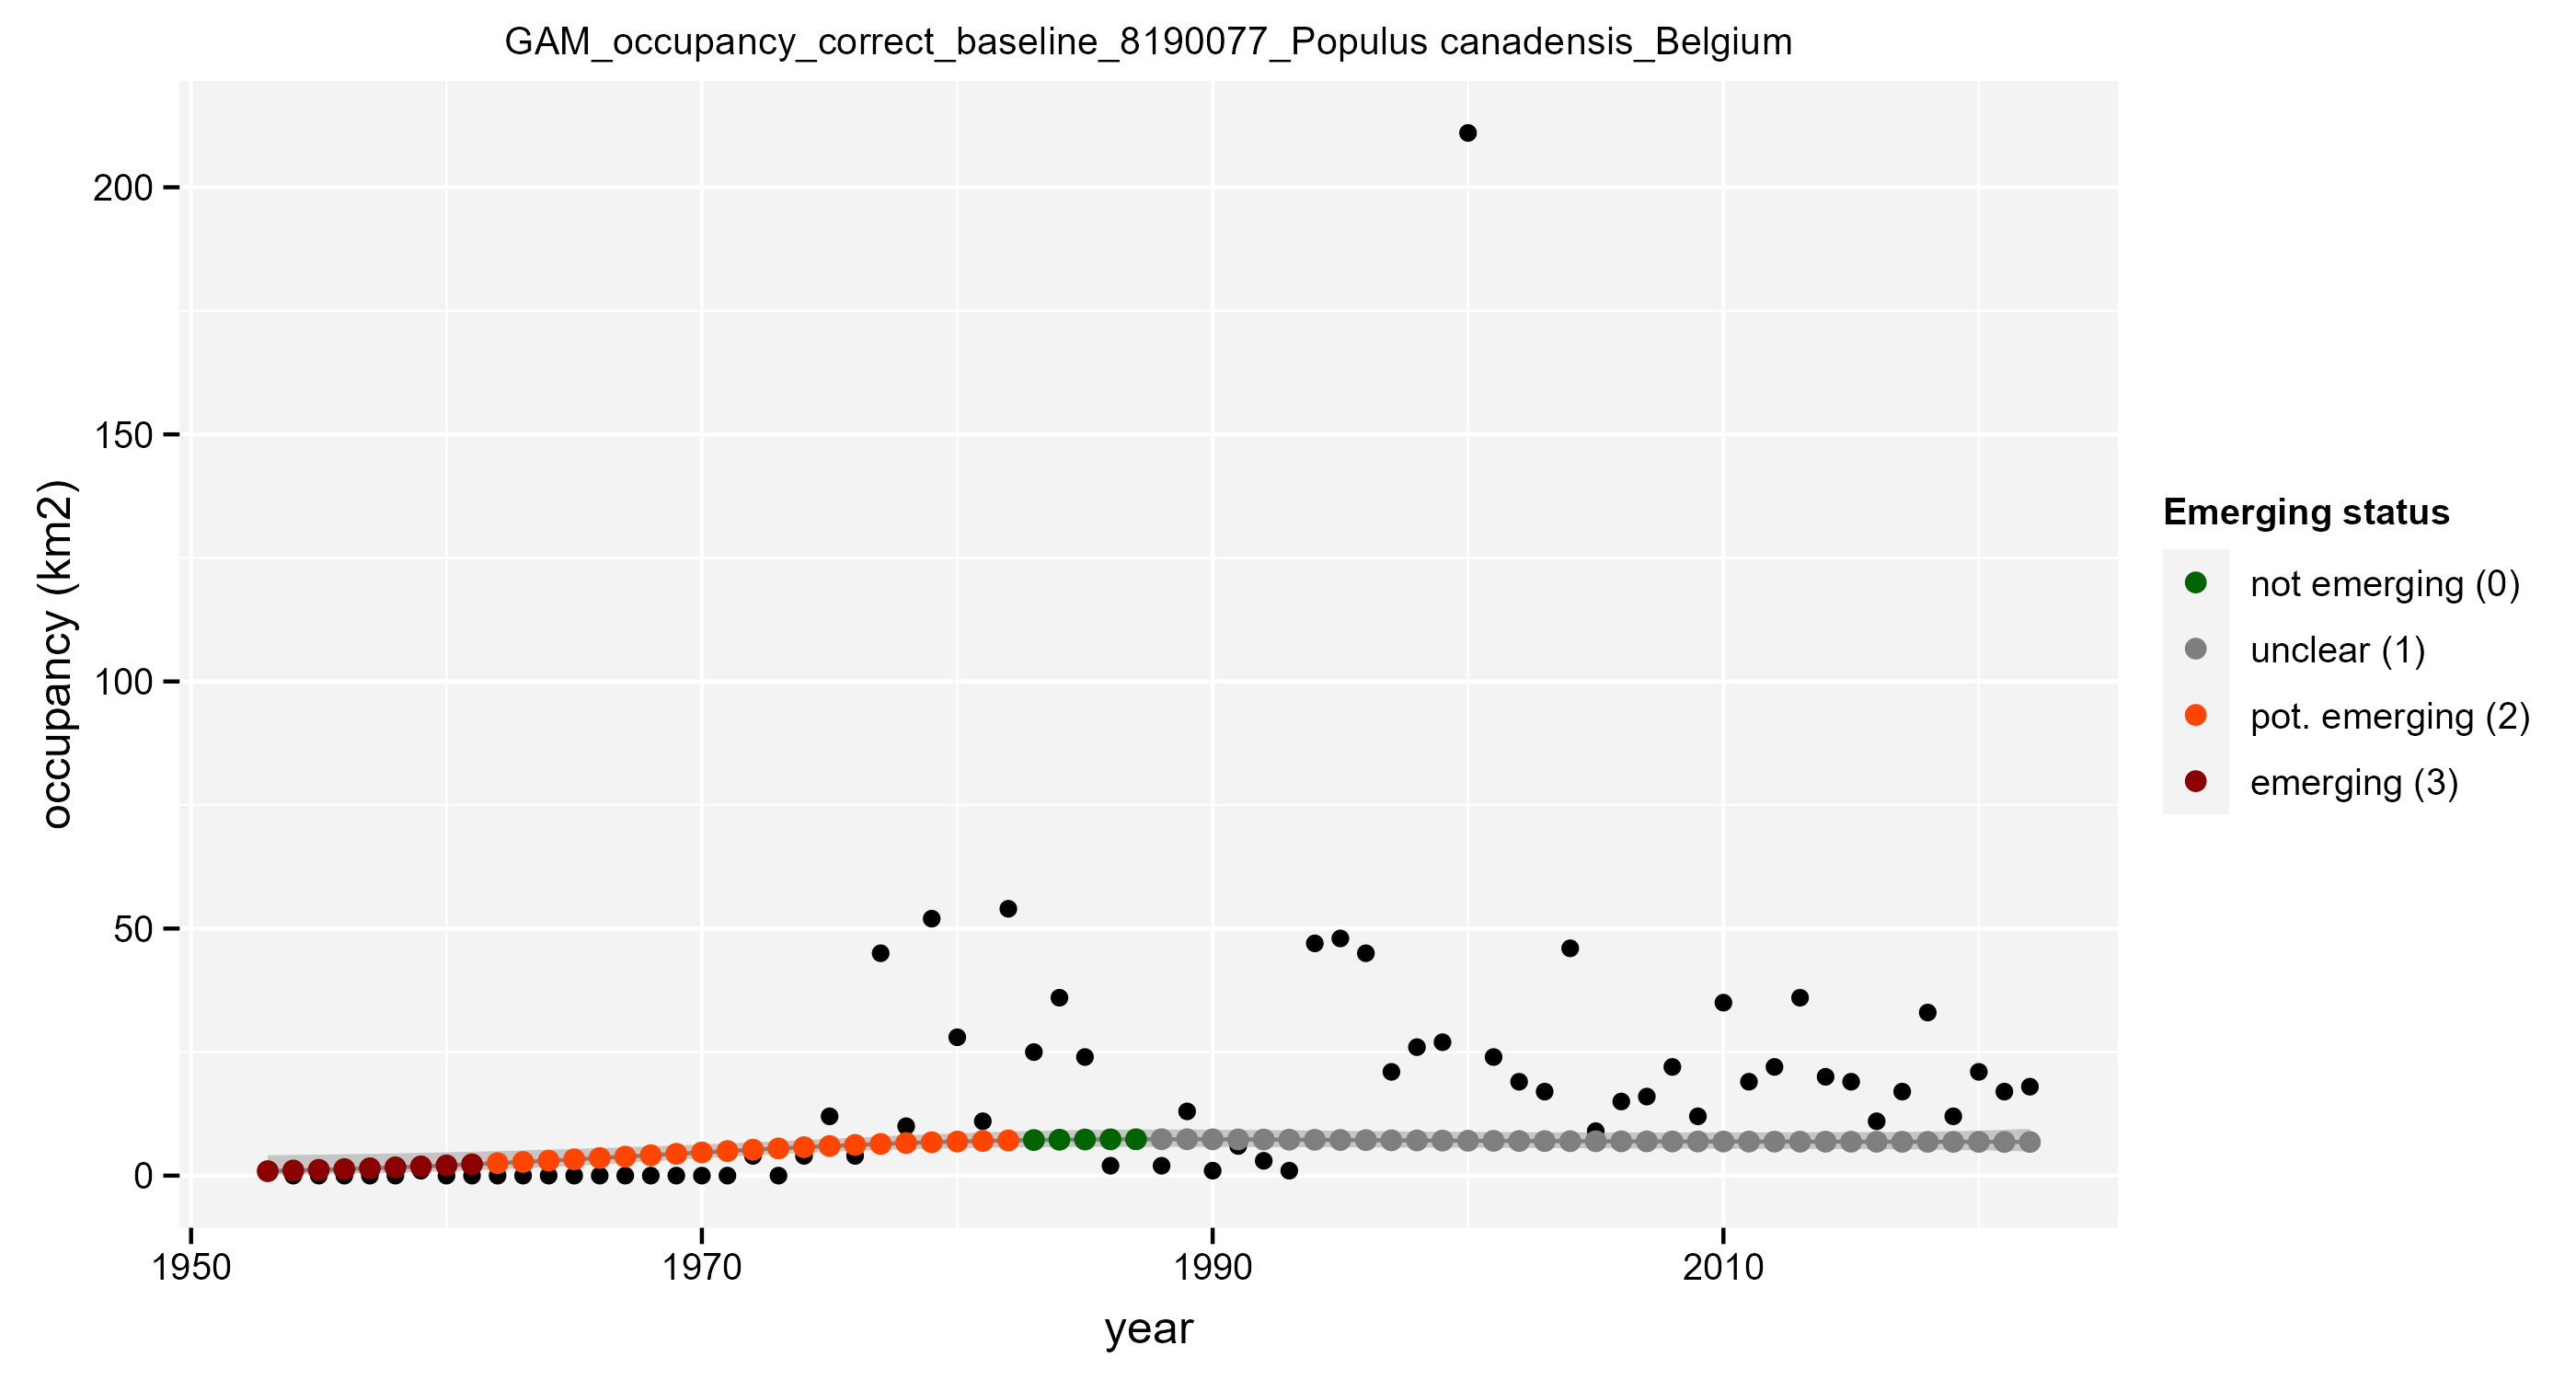 GAM_occupancy_correct_baseline_8190077_Populus canadensis_Belgium
occupancy (km2)
200
150
100
50
0
1950 1970 1990 2010
year
Emerging status
not emerging (0)
unclear (1)
pot. emerging (2)
emerging (3)